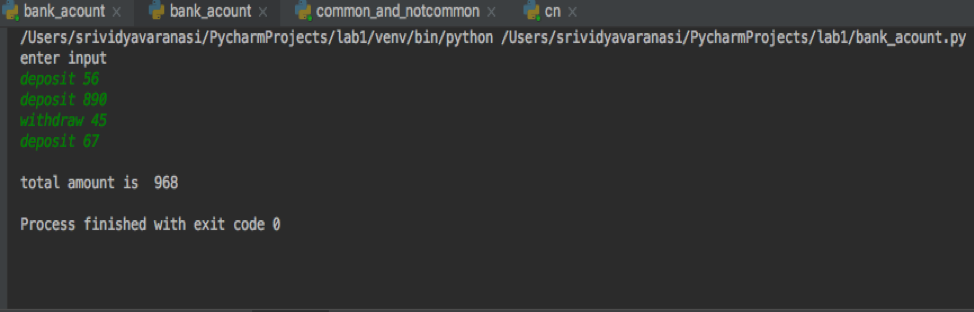 bank_acount × bank_acount × common_and_notcommon × cn ×
/Users/srividyavaranasi/PycharmProjects/lab1/venv/bin/python /Users/srividyavaranasi/PycharmProjects/lab1/bank_acount.py
enter input
deposit 56
deposit 890
withdraw 45
deposit 67
total amount is  968
Process finished with exit code 0